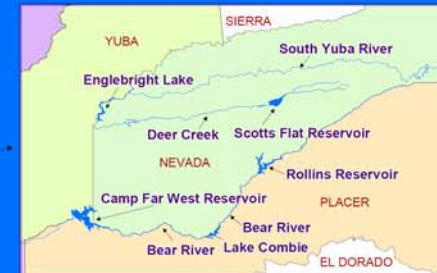 SIERRA
YUBA
South Yuba River
Englebright Lake
Deer Creek
Scotts Flat Reservoir
NEVADA
Rollins Reservoir
Camp Far West Reservoir
PLACER
Bear River
Bear River
Lake Combie
EL DORADO